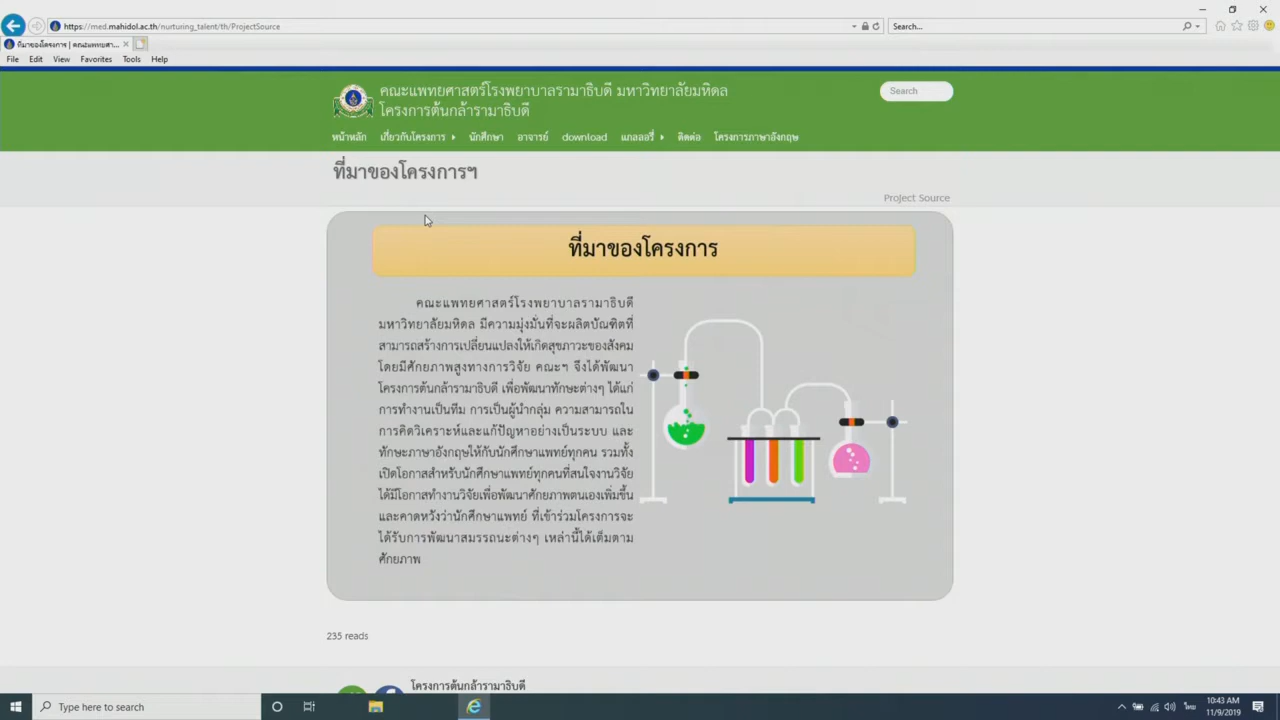 https://med.mahidol.ac.th/nurturing_talent/th/ProjectSource
Search...
ที่มาของโครงการฯ | คณะแพทยศา...
File Edit View Favorites Tools Help
คณะแพทยศาสตร์โรงพยาบาลรามาธิบดี มหาวิทยาลัยมหิดล
โครงการต้นกล้ารามาธิบดี
Search
หน้าหลัก เกี่ยวกับโครงการ นักศึกษา อาจารย์ download แกลลอรี่ ติดต่อ โครงการภาษาอังกฤษ
ที่มาของโครงการฯ
Project Source
ที่มาของโครงการ
คณะแพทยศาสตร์โรงพยาบาลรามาธิบดี
มหาวิทยาลัยมหิดล มีความมุ่งมั่นที่จะผลิตบัณฑิตที่
สามารถสร้างการเปลี่ยนแปลงให้เกิดสุขภาวะของสังคม
โดยมีศักยภาพสูงทางการวิจัย คณะฯ จึงได้พัฒนา
โครงการต้นกล้ารามาธิบดี เพื่อพัฒนาทักษะต่างๆ ได้แก่
การทำงานเป็นทีม การเป็นผู้นำกลุ่ม ความสามารถใน
การคิดวิเคราะห์และแก้ปัญหาอย่างเป็นระบบ และ
ทักษะภาษาอังกฤษให้กับนักศึกษาแพทย์ทุกคน รวมทั้ง
เปิดโอกาสสำหรับนักศึกษาแพทย์ทุกคนที่สนใจงานวิจัย
ได้มีโอกาสทำงานวิจัยเพื่อพัฒนาศักยภาพตนเองเพิ่มขึ้น
และคาดหวังว่านักศึกษาแพทย์ ที่เข้าร่วมโครงการจะ
ได้รับการพัฒนาสมรรถนะต่างๆ เหล่านี้ได้เต็มตาม
ศักยภาพ
235 reads
โครงการต้นกล้ารามาธิบดี
Type here to search
ไทย
10:43 AM
11/9/2019